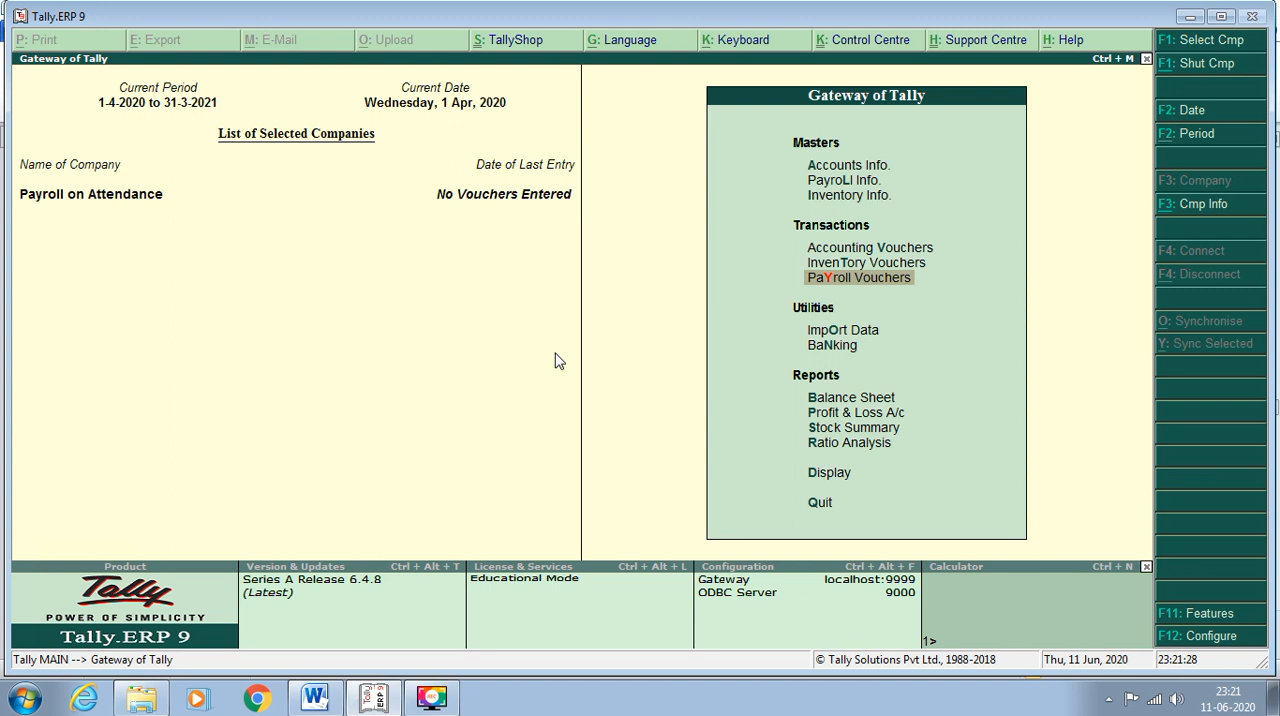 Tally.ERP 9
P: Print E: Export M: E-Mail O: Upload S: TallyShop G: Language K: Keyboard K: Control Centre H: Support Centre H: Help
Gateway of Tally Ctrl + M
Current Period Current Date
1-4-2020 to 31-3-2021 Wednesday, 1 Apr, 2020
List of Selected Companies
Name of Company Date of Last Entry
Payroll on Attendance No Vouchers Entered
Gateway of Tally
Masters
Accounts Info.
PayroLl Info.
Inventory Info.
Transactions
Accounting Vouchers
InvenTory Vouchers
PaYroll Vouchers
Utilities
ImpOrt Data
BaNking
Reports
Balance Sheet
Profit & Loss A/c
Stock Summary
Ratio Analysis
Display
Quit
F1: Select Cmp
F1: Shut Cmp
F2: Date
F2: Period
F3: Company
F3: Cmp Info
F4: Connect
F4: Disconnect
O: Synchronise
Y: Sync Selected
F11: Features
F12: Configure
Product
Tally
POWER OF SIMPLICITY
Tally.ERP 9
Version & Updates Ctrl + Alt + T
Series A Release 6.4.8
(Latest)
License & Services Ctrl + Alt + L
Educational Mode
Configuration Ctrl + Alt + F
Gateway localhost:9999
ODBC Server 9000
Calculator Ctrl + N
1>
Tally MAIN --> Gateway of Tally © Tally Solutions Pvt Ltd., 1988-2018 Thu, 11 Jun, 2020 23:21:28
23:21
11-06-2020